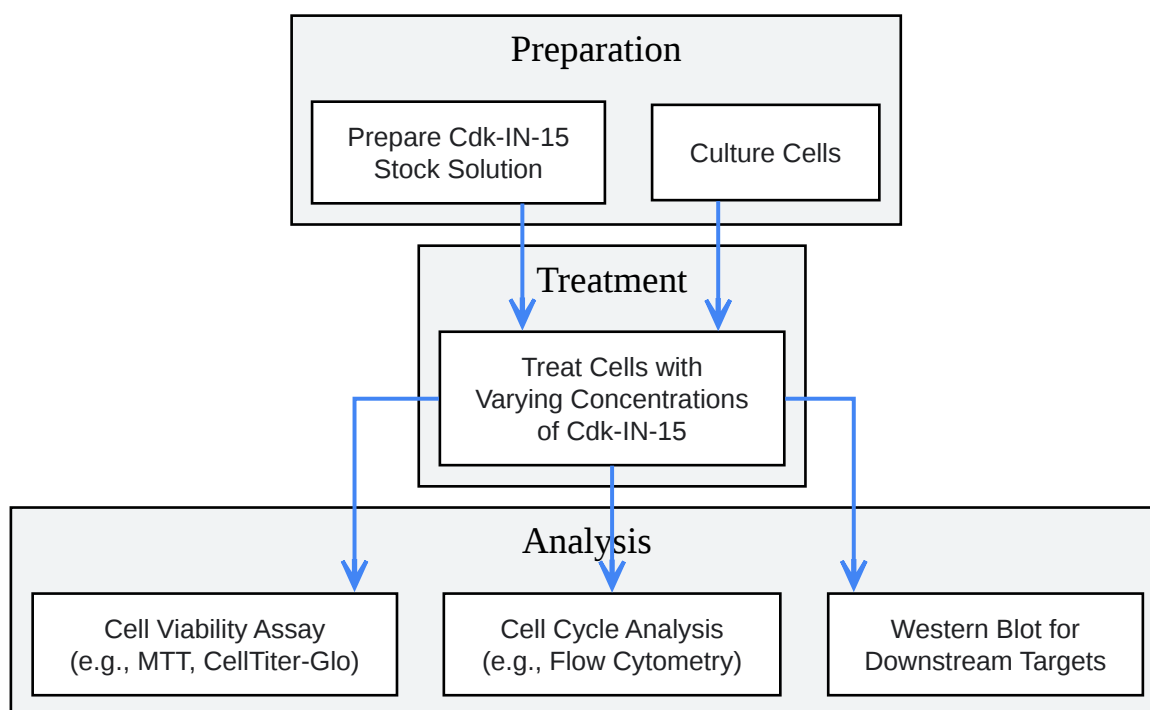 Preparation
Prepare Cdk-IN-15
Stock Solution
Culture Cells
Treatment
Treat Cells with
Varying Concentrations
of Cdk-IN-15
Analysis
Cell Viability Assay
(e.g., MTT, CellTiter-Glo)
Cell Cycle Analysis
(e.g., Flow Cytometry)
Western Blot for
Downstream Targets